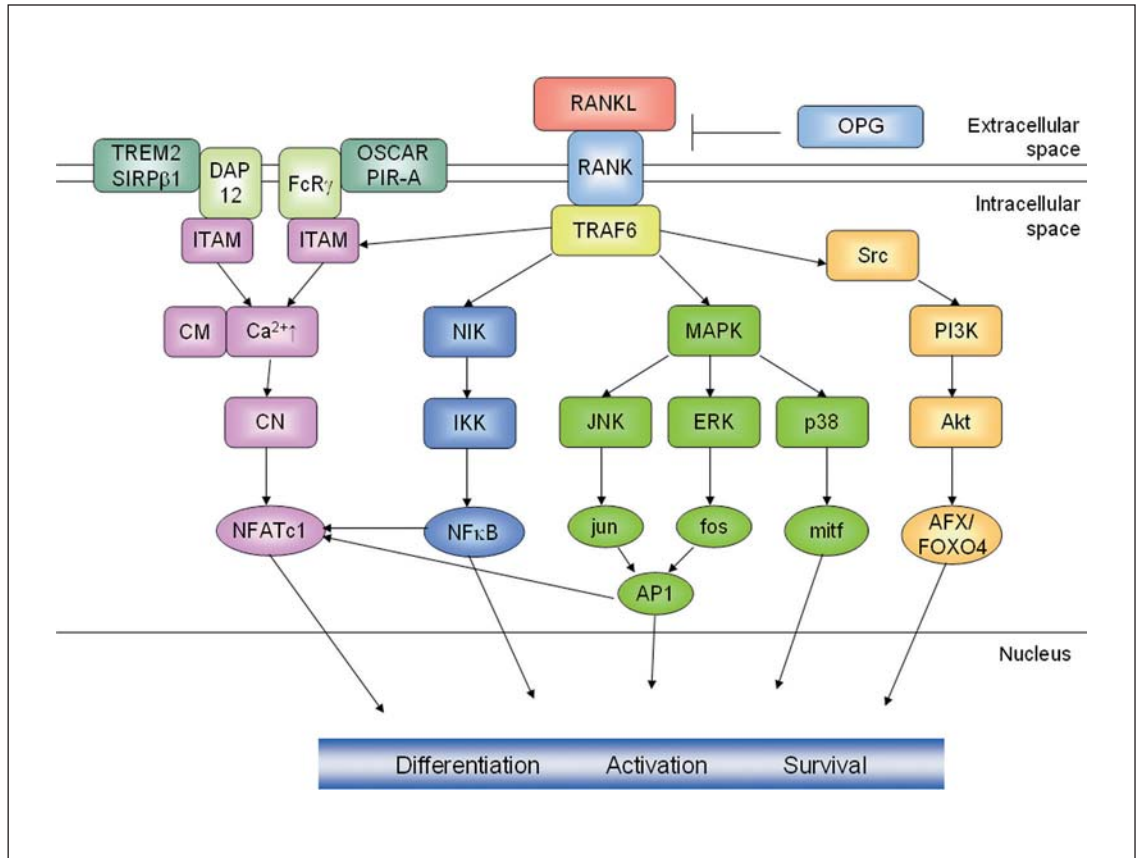 RANKL
OPG
Extracellular
space
TREM2
SIRPβ1
DAP
12
FcRγ
OSCAR
PIR-A
RANK
Intracellular
space
ITAM
ITAM
TRAF6
Src
CM
Ca²⁺↑
NIK
MAPK
PI3K
CN
IKK
JNK
ERK
p38
Akt
NFATc1
NFκB
jun
fos
mitf
AFX/
FOXO4
AP1
Nucleus
Differentiation Activation Survival